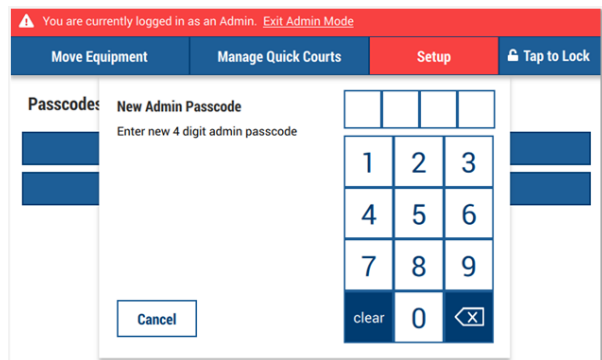 You are currently logged in as an Admin. Exit Admin Mode
Move Equipment
Manage Quick Courts
Setup
Tap to Lock
Passcodes
New Admin Passcode
Enter new 4 digit admin passcode
1 2 3
4 5 6
7 8 9
clear 0
Cancel